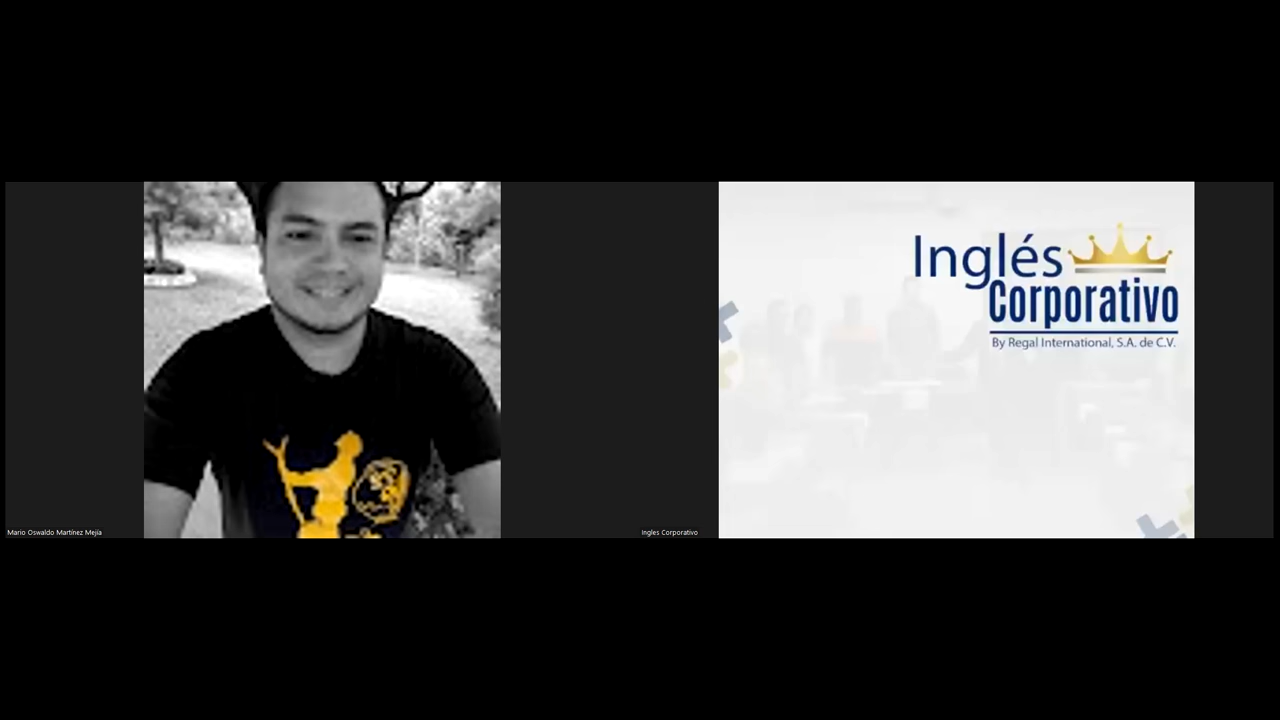 Inglés
Corporativo
By Regal International, S.A. de C.V.
Mario Oswaldo Martínez Mejía
Ingles Corporativo